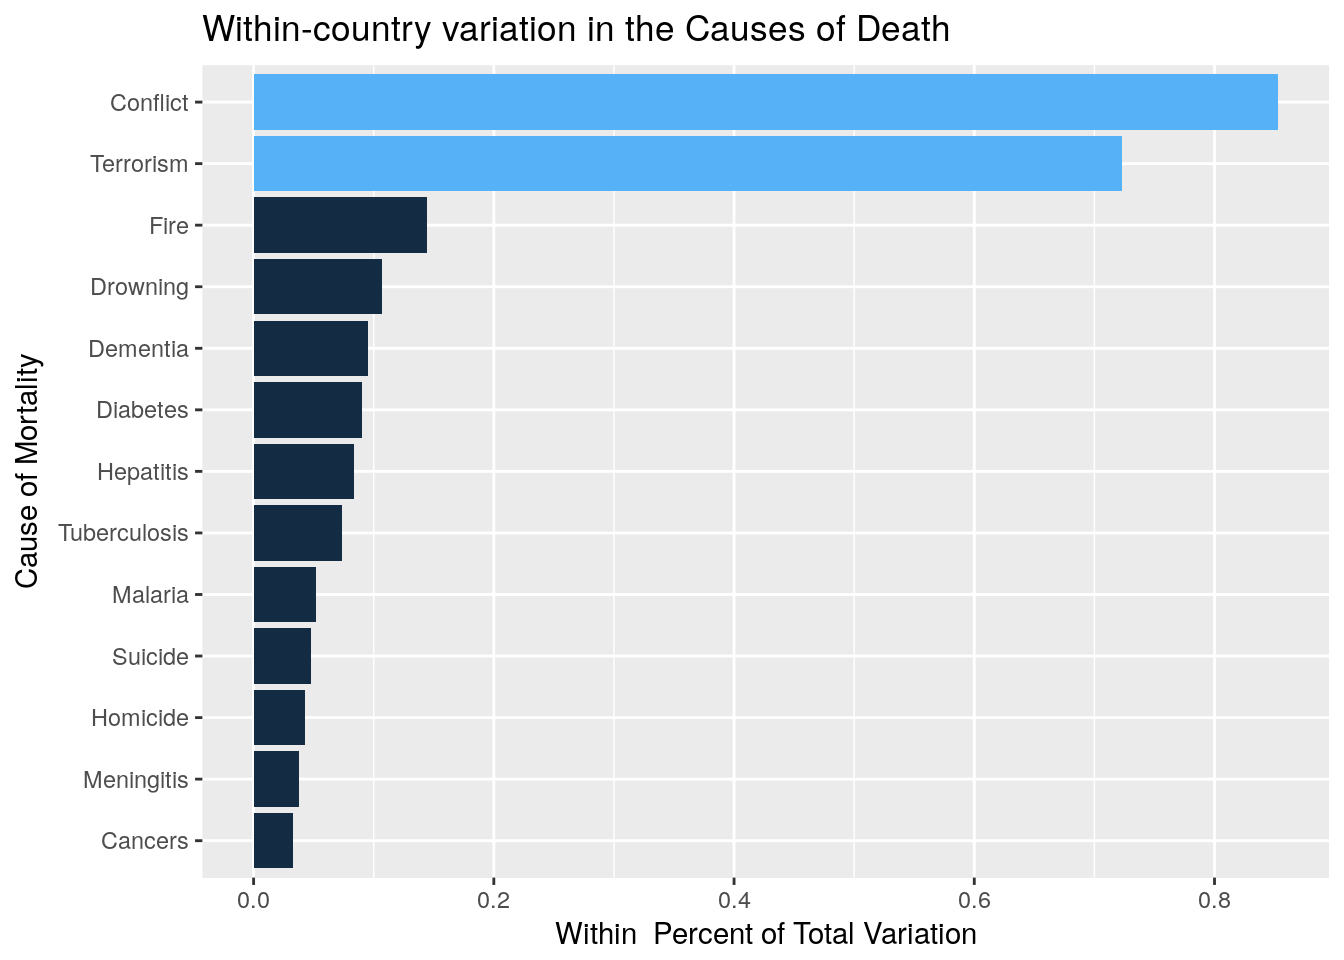 Within-country variation in the Causes of Death
Cause of Mortality
Conflict
Terrorism
Fire
Drowning
Dementia
Diabetes
Hepatitis
Tuberculosis
Malaria
Suicide
Homicide
Meningitis
Cancers
0.0 0.2 0.4 0.6 0.8
Within  Percent of Total Variation